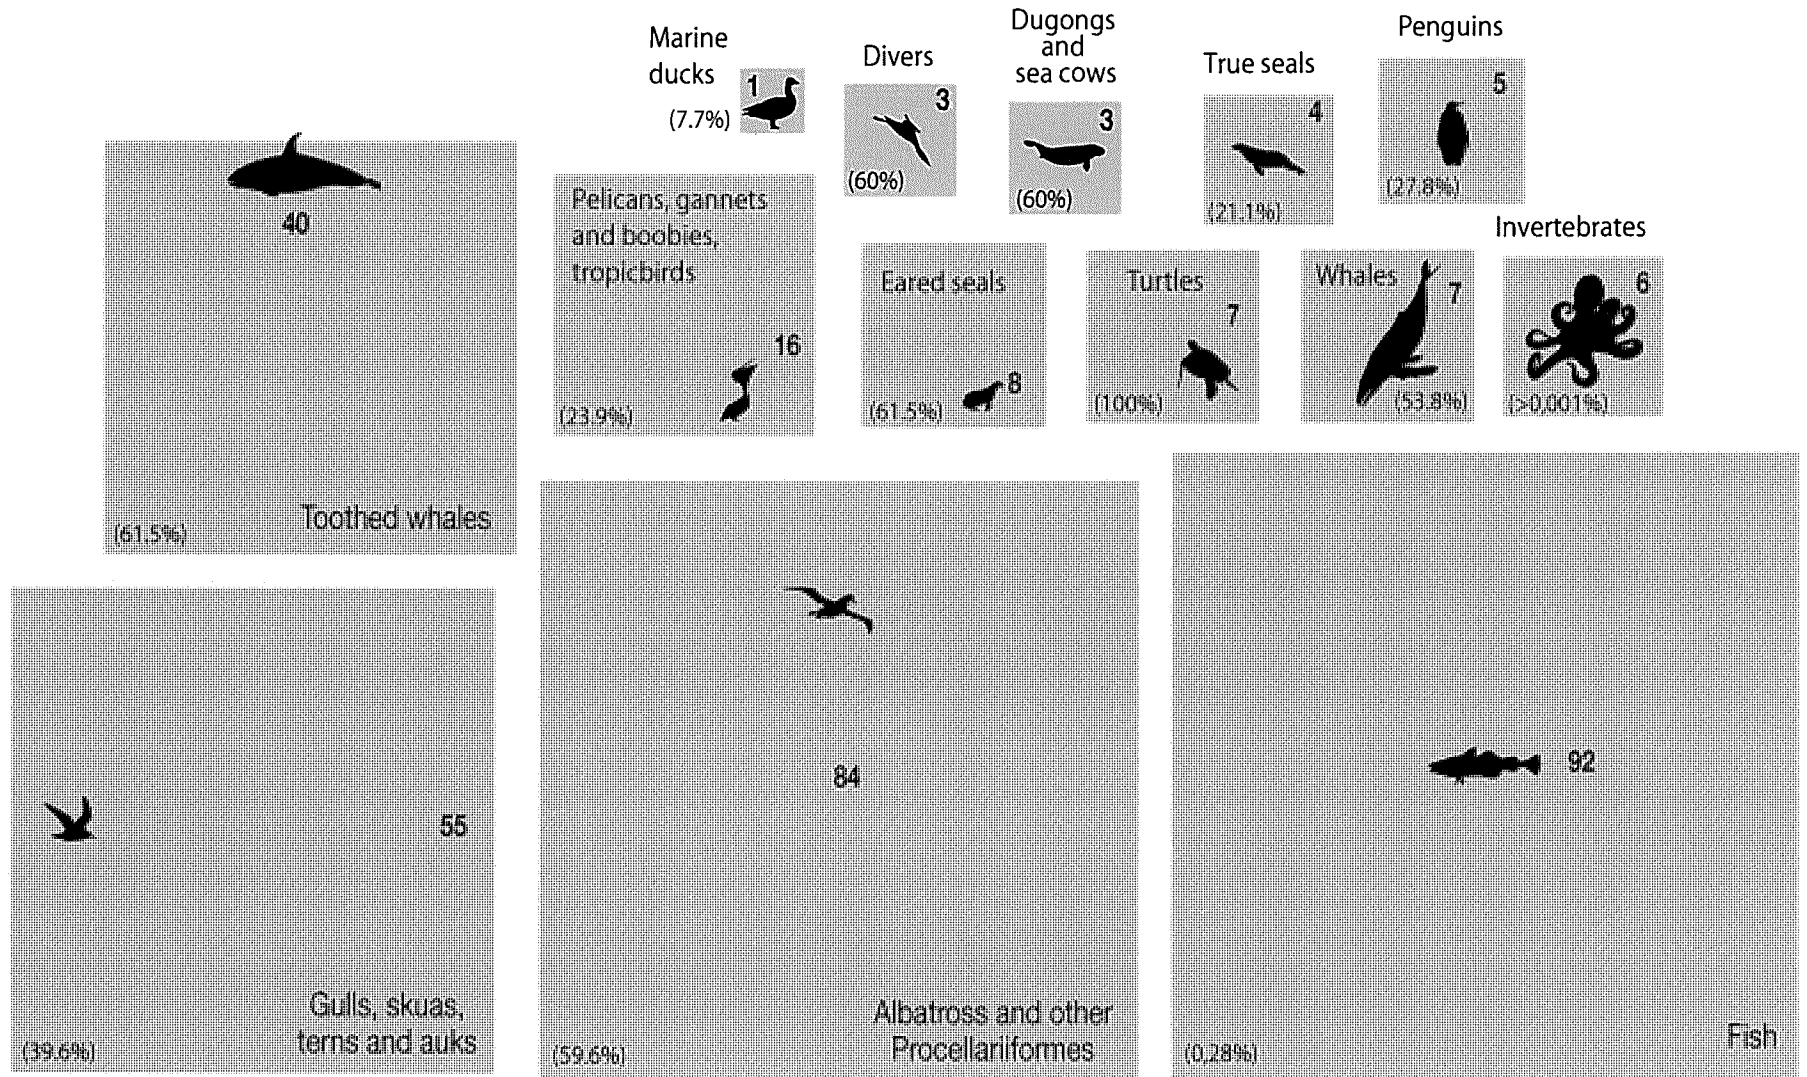 Marine
ducks
1
(7.7%)
Divers
3
(60%)
Dugongs
and
sea cows
3
(60%)
True seals
4
(21.1%)
Penguins
5
(27.8%)
40
(61.5%)
Toothed whales
Pelicans, gannets
and boobies,
tropicbirds
16
(23.9%)
Eared seals
8
(61.5%)
Turtles
7
(100%)
Whales
7
(53.8%)
Invertebrates
6
(>0,001%)
55
Gulls, skuas,
terns and auks
(39.6%)
84
Albatross and other
Procellariiformes
(59.6%)
92
Fish
(0,28%)